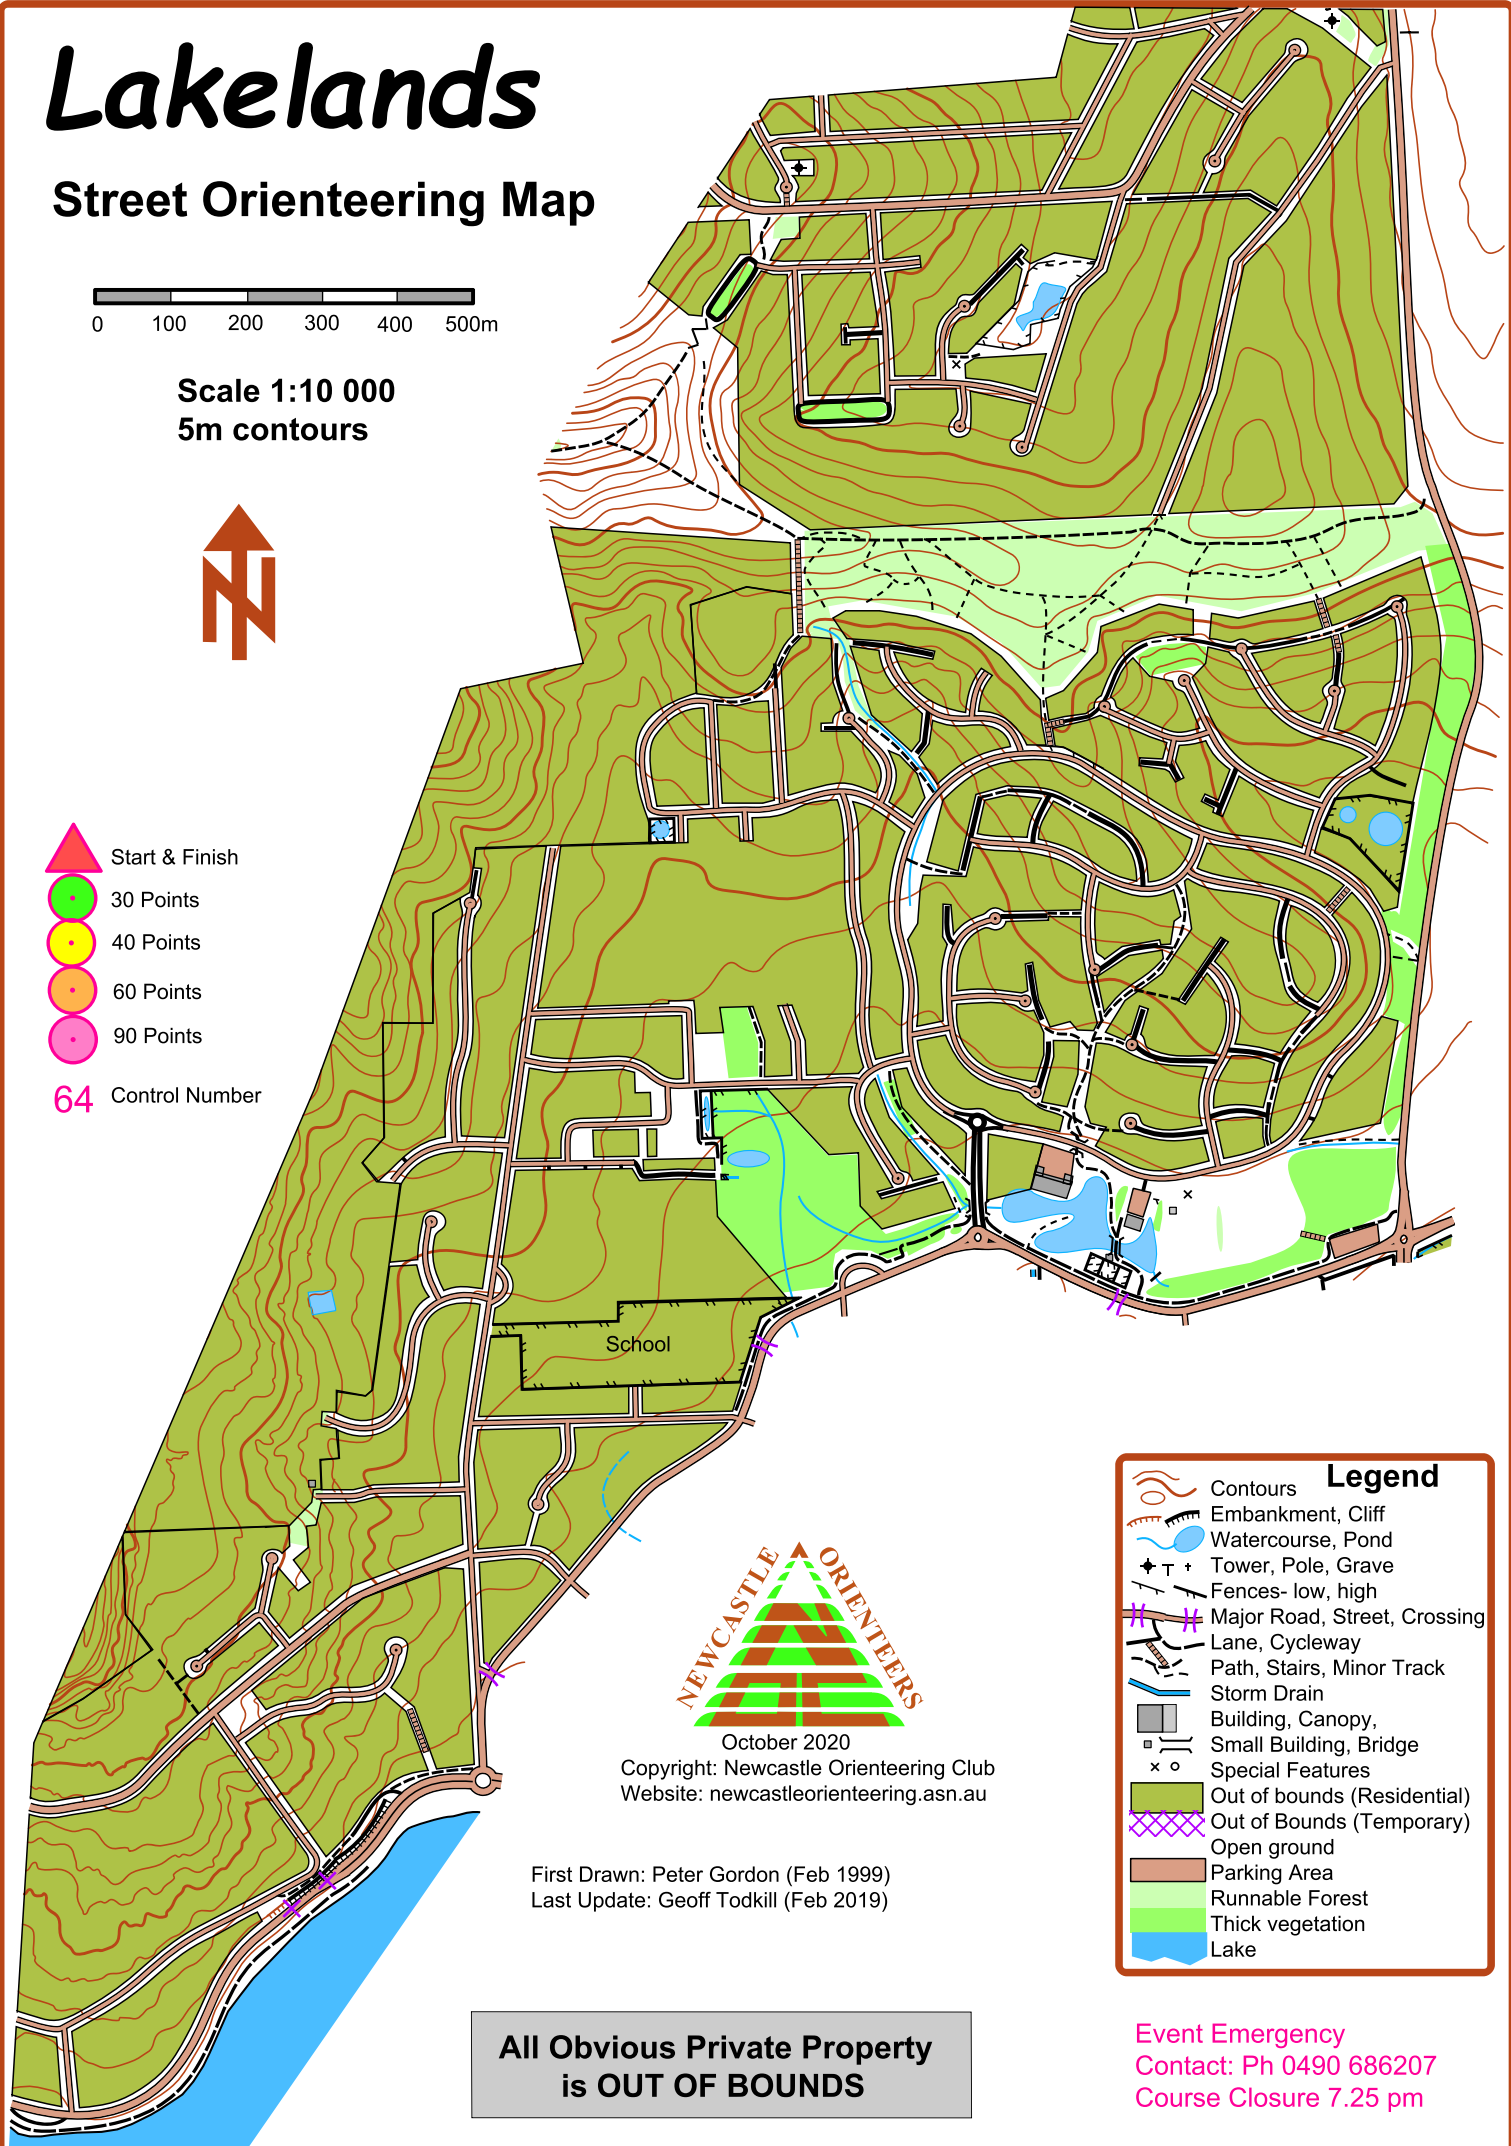 Lakelands
Street Orienteering Map
0 100 200 300 400 500m
Scale 1:10 000
5m contours
N
Start & Finish
30 Points
40 Points
60 Points
90 Points
64 Control Number
School
NEWCASTLE ORIENTEERS
October 2020
Copyright: Newcastle Orienteering Club
Website: newcastleorienteering.asn.au
First Drawn: Peter Gordon (Feb 1999)
Last Update: Geoff Todkill (Feb 2019)
All Obvious Private Property
is OUT OF BOUNDS
Legend
Contours
Embankment, Cliff
Watercourse, Pond
Tower, Pole, Grave
Fences- low, high
Major Road, Street, Crossing
Lane, Cycleway
Path, Stairs, Minor Track
Storm Drain
Building, Canopy,
Small Building, Bridge
Special Features
Out of bounds (Residential)
Out of Bounds (Temporary)
Open ground
Parking Area
Runnable Forest
Thick vegetation
Lake
Event Emergency
Contact: Ph 0490 686207
Course Closure 7.25 pm